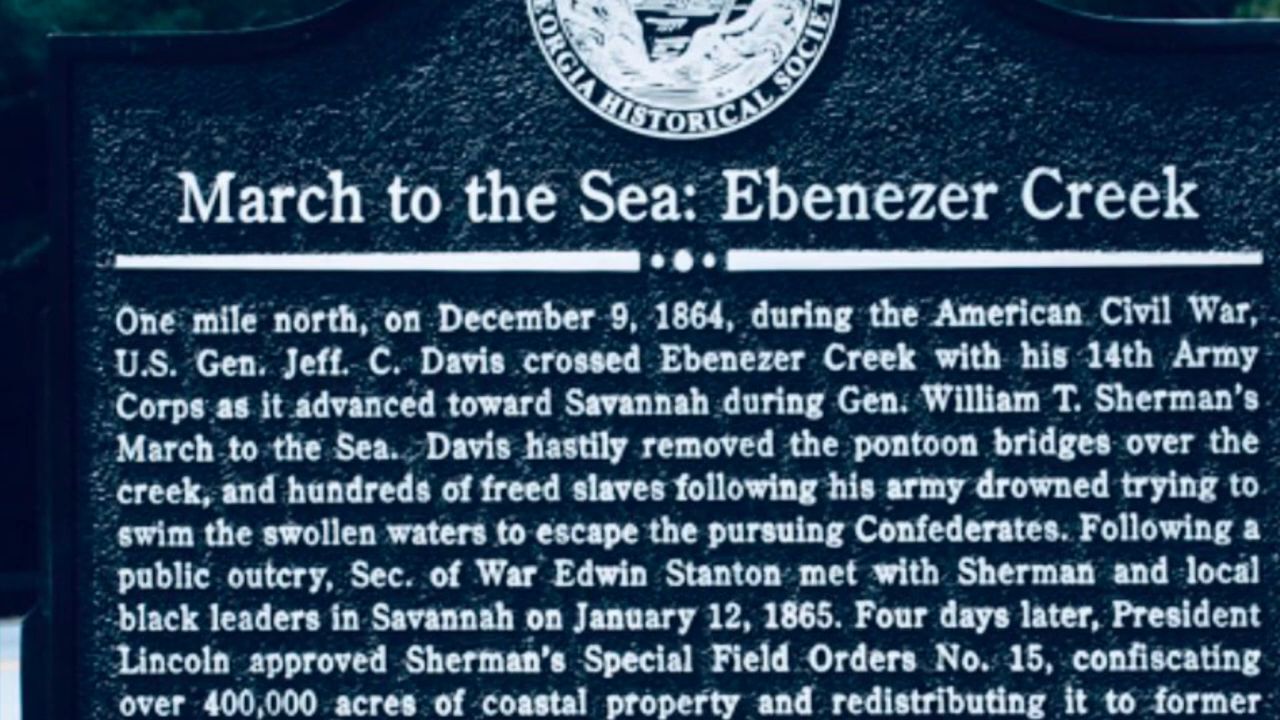 GEORGIA HISTORICAL SOCIETY
March to the Sea: Ebenezer Creek
One mile north, on December 9, 1864, during the American Civil War,
U.S. Gen. Jeff. C. Davis crossed Ebenezer Creek with his 14th Army
Corps as it advanced toward Savannah during Gen. William T. Sherman's
March to the Sea. Davis hastily removed the pontoon bridges over the
creek, and hundreds of freed slaves following his army drowned trying to
swim the swollen waters to escape the pursuing Confederates. Following a
public outcry, Sec. of War Edwin Stanton met with Sherman and local
black leaders in Savannah on January 12, 1865. Four days later, President
Lincoln approved Sherman's Special Field Orders No. 15, confiscating
over 400,000 acres of coastal property and redistributing it to former